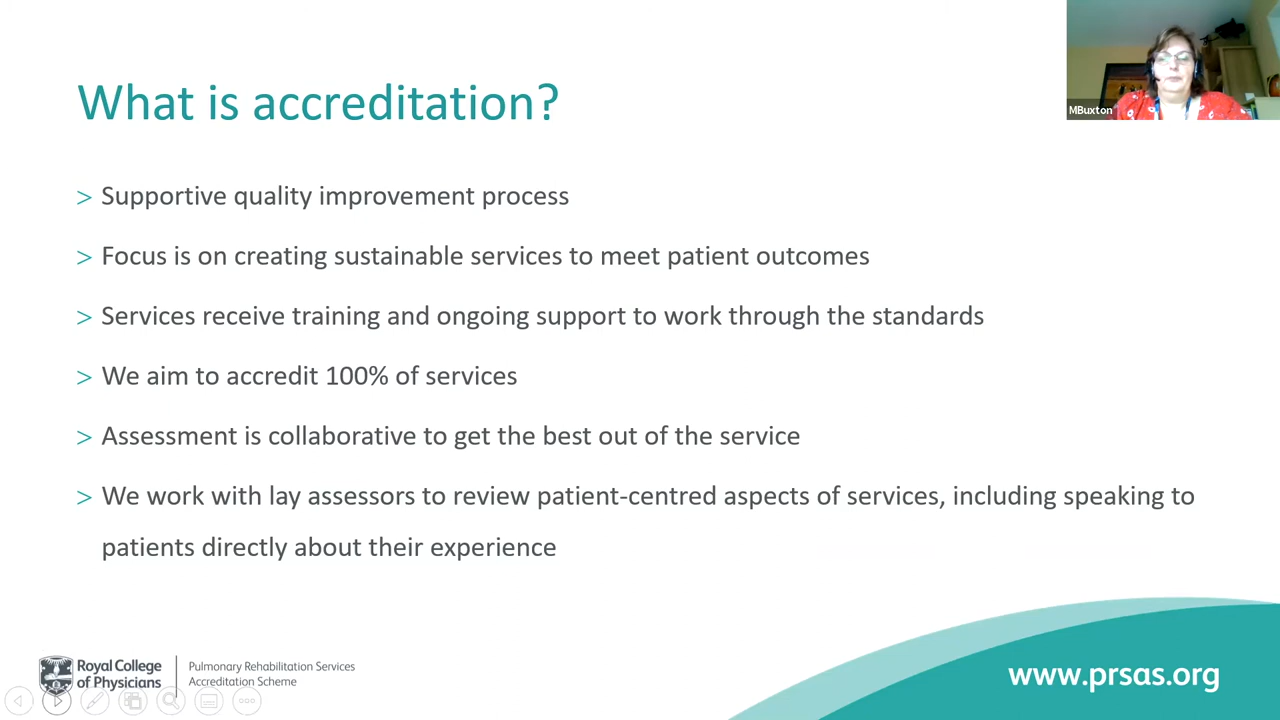 What is accreditation?
MBuxton
> Supportive quality improvement process
> Focus is on creating sustainable services to meet patient outcomes
> Services receive training and ongoing support to work through the standards
> We aim to accredit 100% of services
> Assessment is collaborative to get the best out of the service
> We work with lay assessors to review patient-centred aspects of services, including speaking to
patients directly about their experience
Royal College
of Physicians
Pulmonary Rehabilitation Services
Accreditation Scheme
www.prsas.org